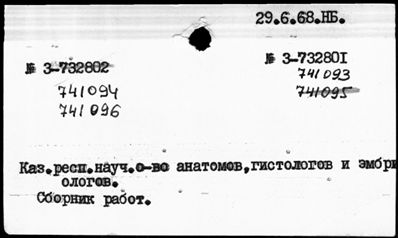 29.6.68.НБ.
№ 3-732802
741094
741096
№ 3-732801
741093
741095
Каз.респ.науч.о-во анатомов,гистологов и эмбри
ологов.
Сборник работ.